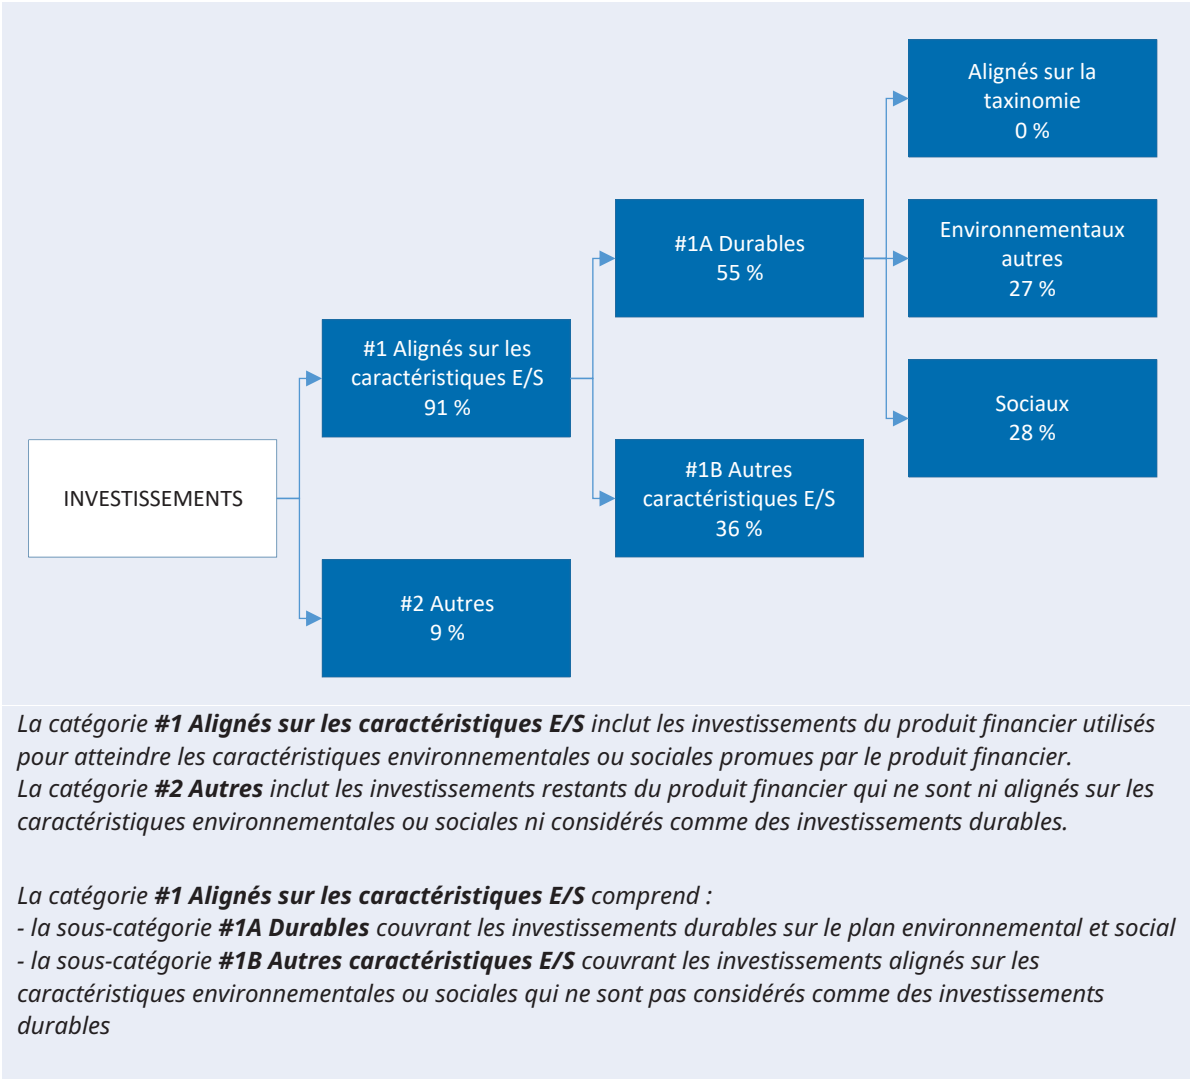 Alignés sur la
taxinomie
0 %
#1A Durables
55 %
Environnementaux
autres
27 %
#1 Alignés sur les
caractéristiques E/S
91 %
Sociaux
28 %
INVESTISSEMENTS
#1B Autres
caractéristiques E/S
36 %
#2 Autres
9 %
La catégorie #1 Alignés sur les caractéristiques E/S inclut les investissements du produit financier utilisés
pour atteindre les caractéristiques environnementales ou sociales promues par le produit financier.
La catégorie #2 Autres inclut les investissements restants du produit financier qui ne sont ni alignés sur les
caractéristiques environnementales ou sociales ni considérés comme des investissements durables.
La catégorie #1 Alignés sur les caractéristiques E/S comprend :
- la sous-catégorie #1A Durables couvrant les investissements durables sur le plan environnemental et social
- la sous-catégorie #1B Autres caractéristiques E/S couvrant les investissements alignés sur les
caractéristiques environnementales ou sociales qui ne sont pas considérés comme des investissements
durables